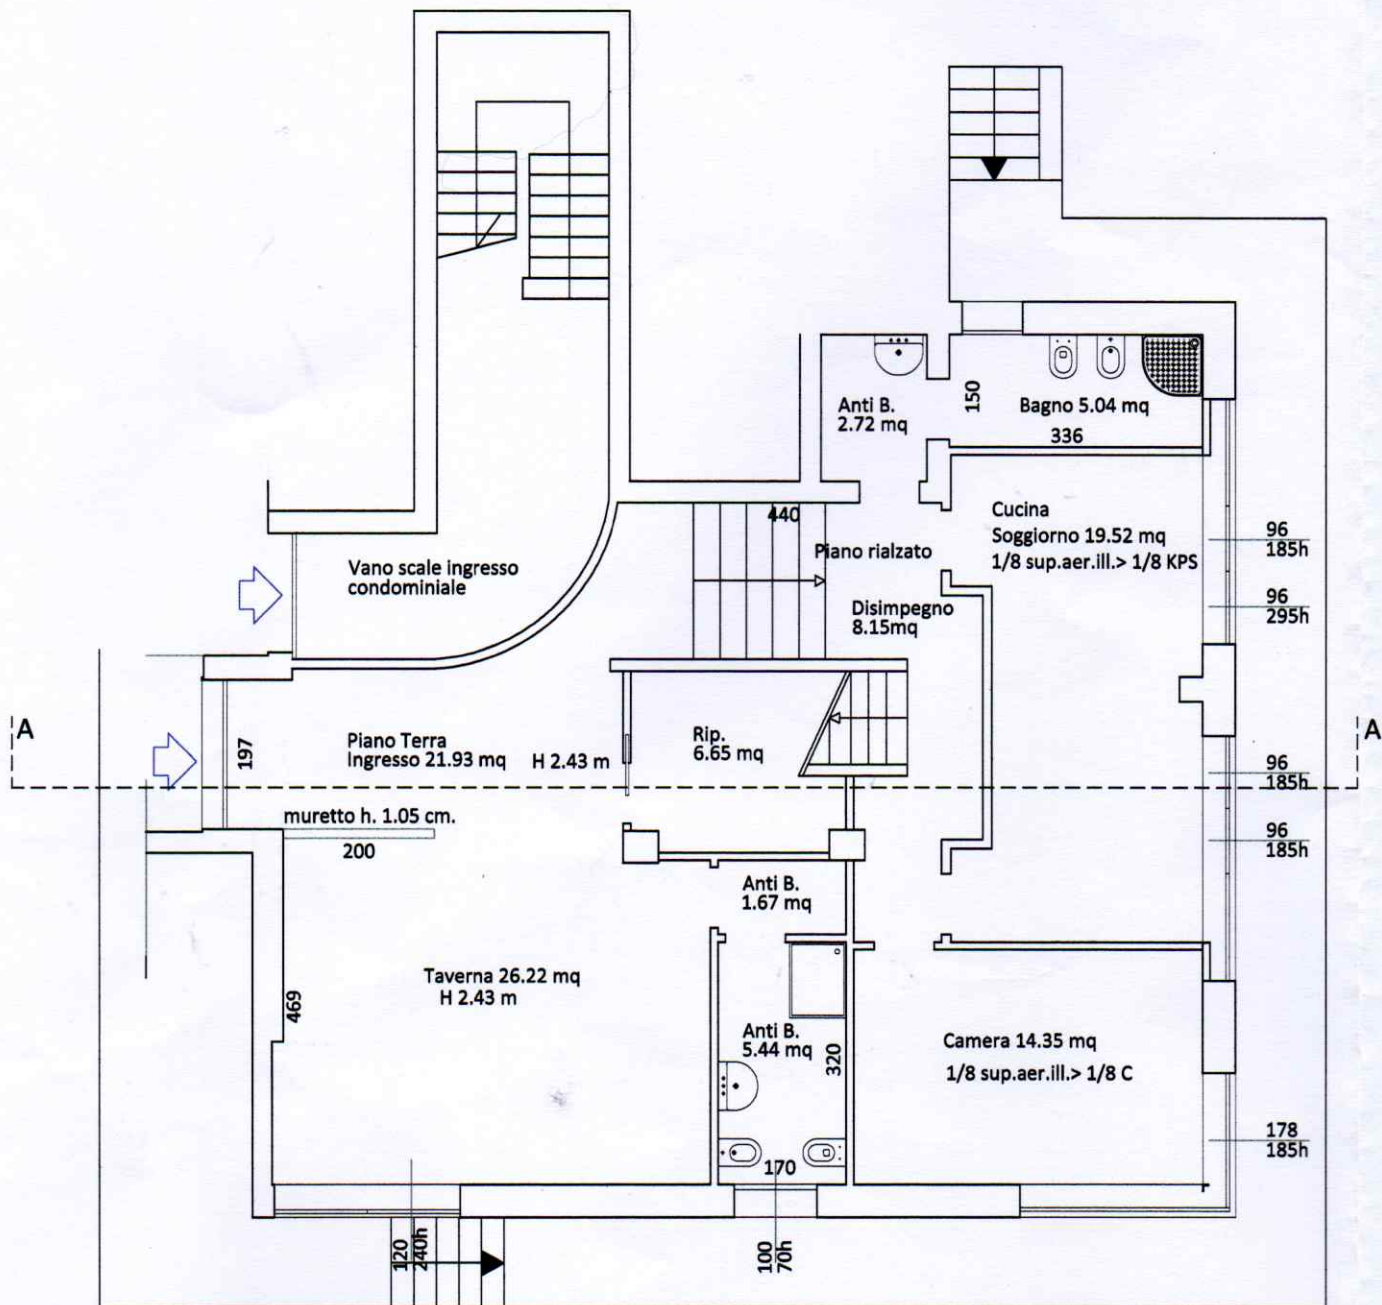 Anti B.
2.72 mq
150
Bagno 5.04 mq
336
440
Cucina
Soggiorno 19.52 mq
1/8 sup.aer.ill.> 1/8 KPS
96
185h
Piano rialzato
Vano scale ingresso
condominiale
96
295h
Disimpegno
8.15mq
A
197
Piano Terra
Ingresso 21.93 mq
H 2.43 m
Rip.
6.65 mq
A
96
185h
muretto h. 1.05 cm.
200
96
185h
Anti B.
1.67 mq
Taverna 26.22 mq
H 2.43 m
469
Anti B.
5.44 mq
320
Camera 14.35 mq
1/8 sup.aer.ill.> 1/8 C
178
185h
170
120
240h
100
70h